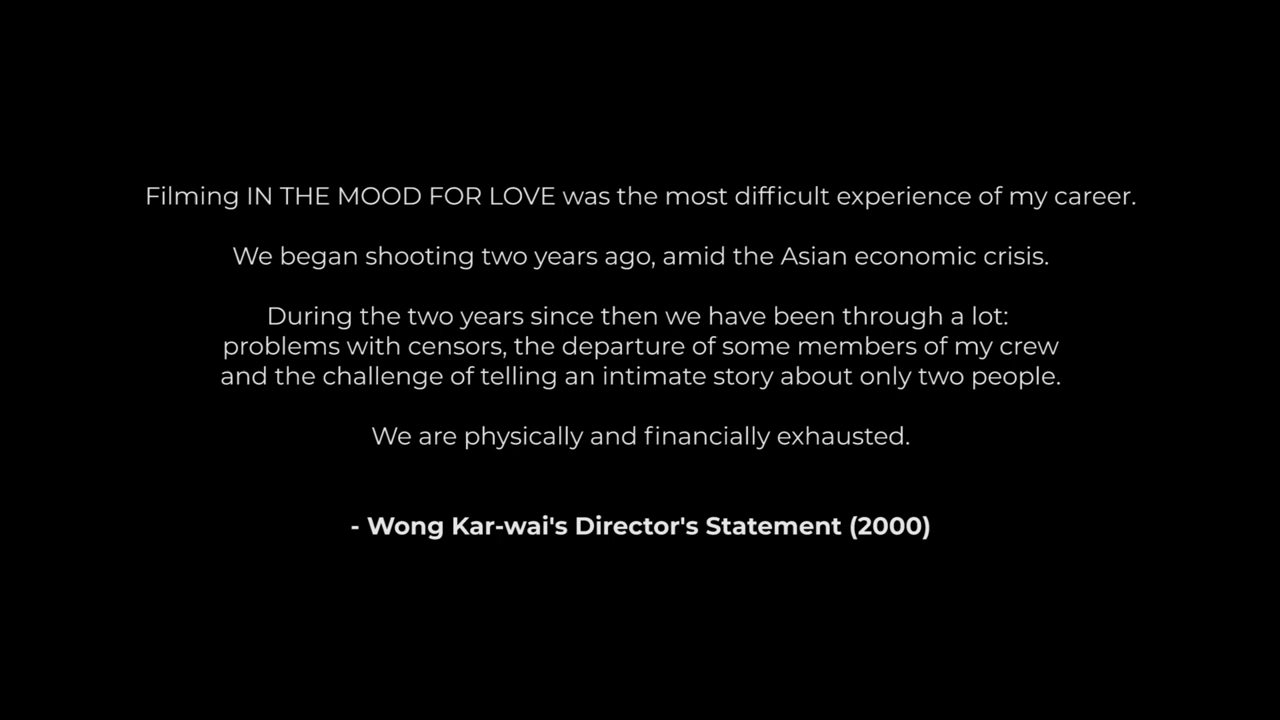 Filming IN THE MOOD FOR LOVE was the most difficult experience of my career.
We began shooting two years ago, amid the Asian economic crisis.
During the two years since then we have been through a lot:
problems with censors, the departure of some members of my crew
and the challenge of telling an intimate story about only two people.
We are physically and financially exhausted.
- Wong Kar-wai's Director's Statement (2000)